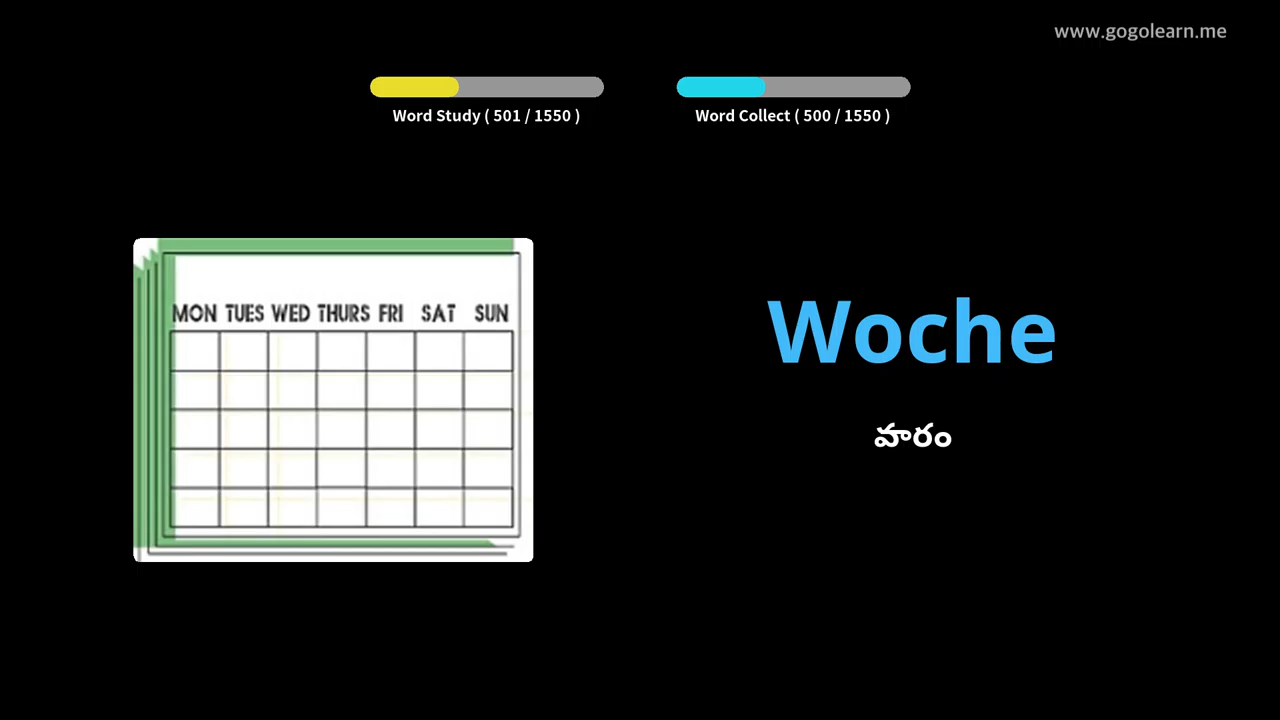 www.gogolearn.me
Word Study ( 501 / 1550 )
Word Collect ( 500 / 1550 )
MON TUES WED THURS FRI SAT SUN
Woche
వారం